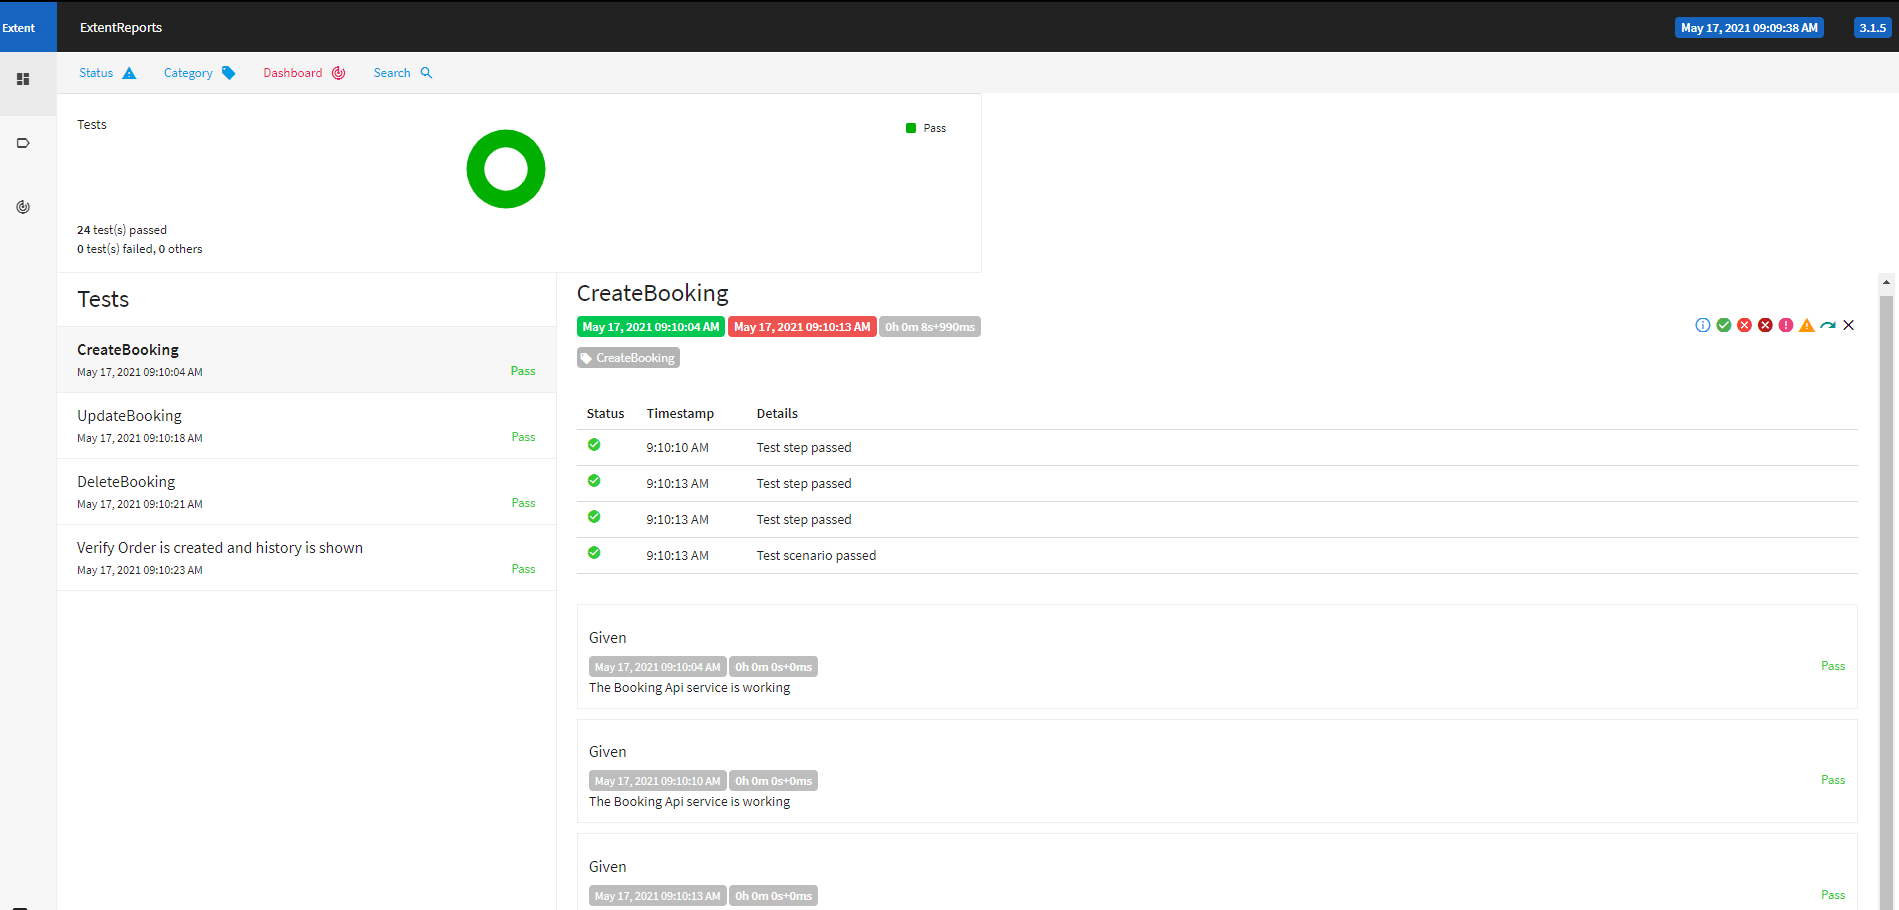 Extent
ExtentReports
May 17, 2021 09:09:38 AM
3.1.5
Status
Category
Dashboard
Search
Tests
Pass
24 test(s) passed
0 test(s) failed, 0 others
Tests
CreateBooking
May 17, 2021 09:10:04 AM
Pass
UpdateBooking
May 17, 2021 09:10:18 AM
Pass
DeleteBooking
May 17, 2021 09:10:21 AM
Pass
Verify Order is created and history is shown
May 17, 2021 09:10:23 AM
Pass
CreateBooking
May 17, 2021 09:10:04 AM May 17, 2021 09:10:13 AM 0h 0m 8s+990ms
CreateBooking
Status Timestamp Details
9:10:10 AM Test step passed
9:10:13 AM Test step passed
9:10:13 AM Test step passed
9:10:13 AM Test scenario passed
Given
May 17, 2021 09:10:04 AM 0h 0m 0s+0ms
Pass
The Booking Api service is working
Given
May 17, 2021 09:10:10 AM 0h 0m 0s+0ms
Pass
The Booking Api service is working
Given
May 17, 2021 09:10:13 AM 0h 0m 0s+0ms
Pass